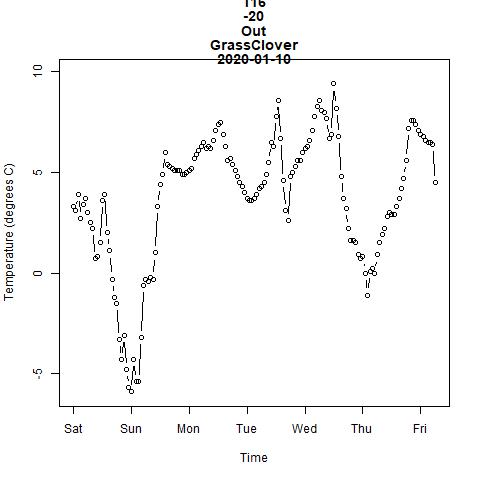 116
-20
Out
GrassClover
2020-01-10
Temperature (degrees C)
10
5
0
-5
Sat Sun Mon Tue Wed Thu Fri
Time